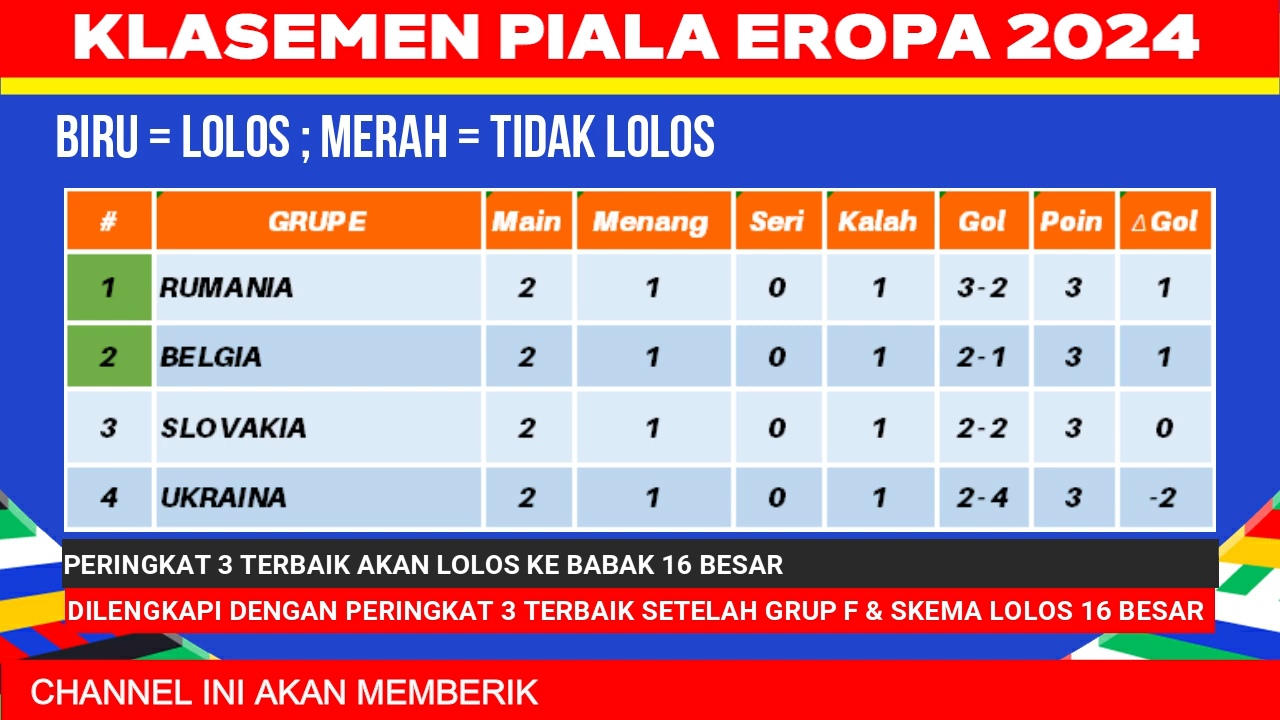 KLASEMEN PIALA EROPA 2024
BIRU = LOLOS ; MERAH = TIDAK LOLOS
# GRUP E Main Menang Seri Kalah Gol Poin △ Gol
1 RUMANIA 2 1 0 1 3-2 3 1
2 BELGIA 2 1 0 1 2-1 3 1
3 SLOVAKIA 2 1 0 1 2-2 3 0
4 UKRAINA 2 1 0 1 2-4 3 -2
PERINGKAT 3 TERBAIK AKAN LOLOS KE BABAK 16 BESAR
DILENGKAPI DENGAN PERINGKAT 3 TERBAIK SETELAH GRUP F & SKEMA LOLOS 16 BESAR
CHANNEL INI AKAN MEMBERIK